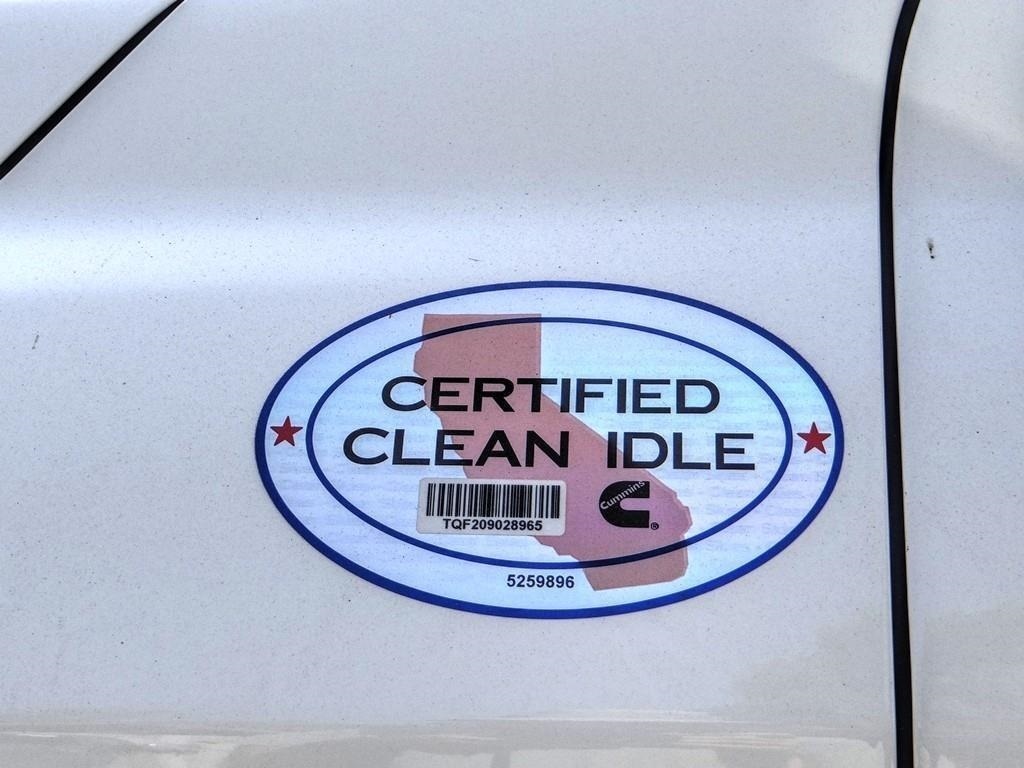 CERTIFIED
CLEAN IDLE
TQF209028965
Cummins
®
5259896